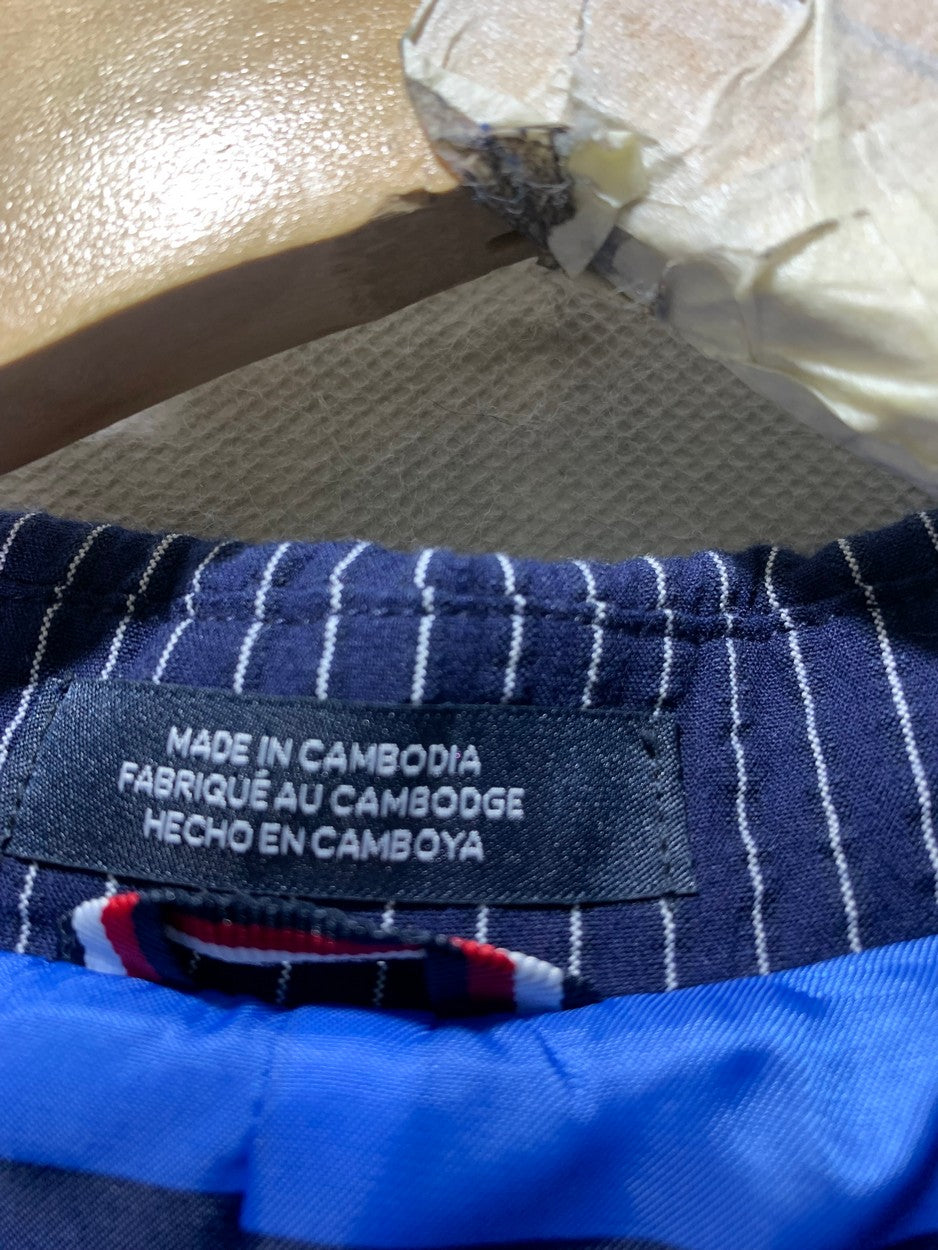 MADE IN CAMBODIA
FABRIQUÉ AU CAMBODGE
HECHO EN CAMBOYA